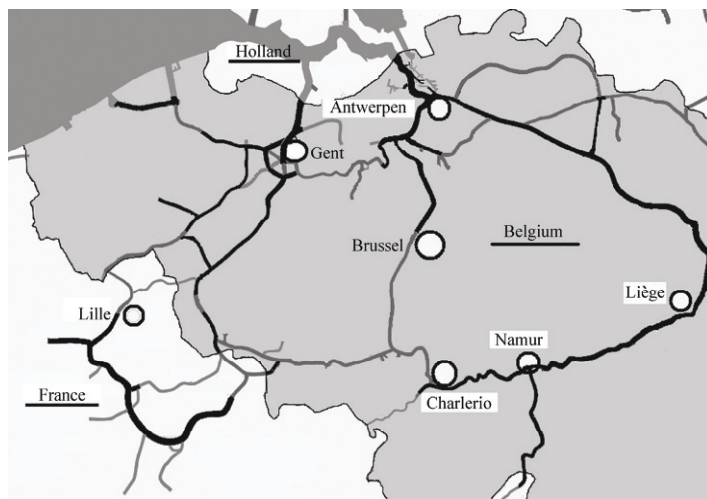 Holland
Antwerpen
Gent
Brussel
Belgium
Liège
Lille
Namur
France
Charlerio